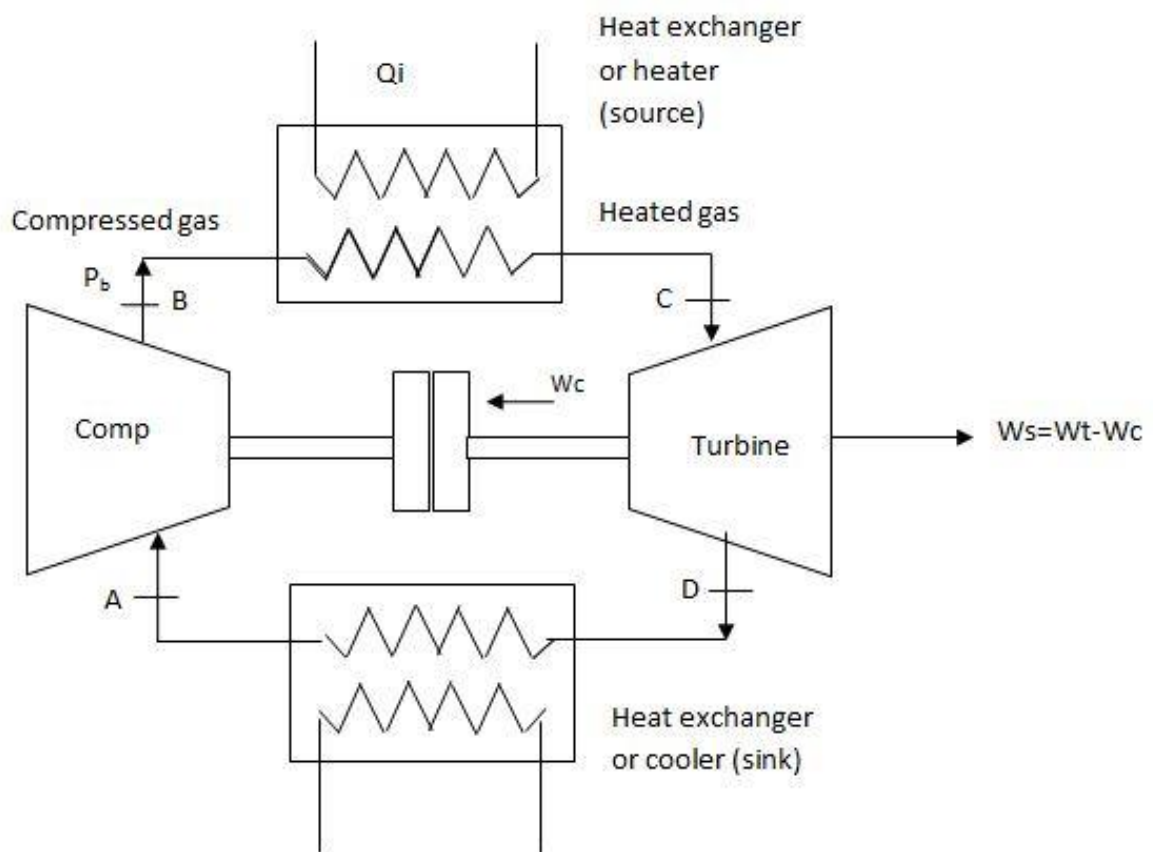 Heat exchanger
or heater
(source)
Qi
Compressed gas
Heated gas
Pb
B
C
Wc
Comp
Turbine
Ws=Wt-Wc
A
D
Heat exchanger
or cooler (sink)